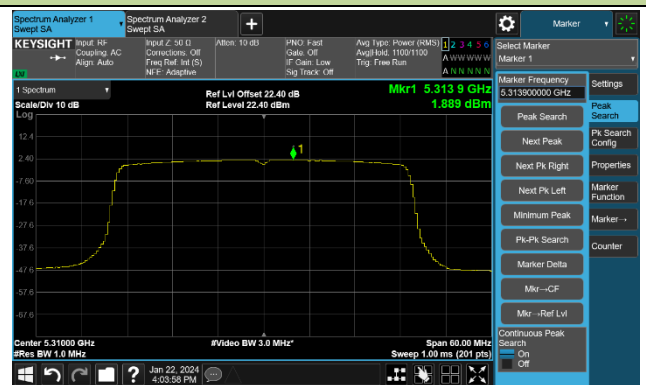 Spectrum Analyzer 1
Swept SA
Spectrum Analyzer 2
Swept SA
+
Marker
KEYSIGHT
LXI
Input: RF
Coupling: AC
Align: Auto
Input Z: 50 Ω
Corrections: Off
Freq Ref: Int (S)
NFE: Adaptive
Atten: 10 dB
PNO: Fast
Gate: Off
IF Gain: Low
Sig Track: Off
Avg Type: Power (RMS)
Avg|Hold: 1100/1100
Trig: Free Run
1 2 3 4 5 6
A W W W W W
A N N N N N
Select Marker
Marker 1
1 Spectrum
Scale/Div 10 dB
Log
Ref Lvl Offset 22.40 dB
Ref Level 22.40 dBm
Mkr1 5.313 9 GHz
1.889 dBm
12.4
2.40
-7.60
-17.6
-27.6
-37.6
-47.6
-57.6
-67.6
1
Center 5.31000 GHz
#Res BW 1.0 MHz
#Video BW 3.0 MHz*
Span 60.00 MHz
Sweep 1.00 ms (201 pts)
Marker Frequency
5.313900000 GHz
Peak Search
Next Peak
Next Pk Right
Next Pk Left
Minimum Peak
Pk-Pk Search
Marker Delta
Mkr→CF
Mkr→Ref Lvl
Continuous Peak
Search
On
Off
Settings
Peak
Search
Pk Search
Config
Properties
Marker
Function
Marker→
Counter
?
Jan 22, 2024
4:03:58 PM